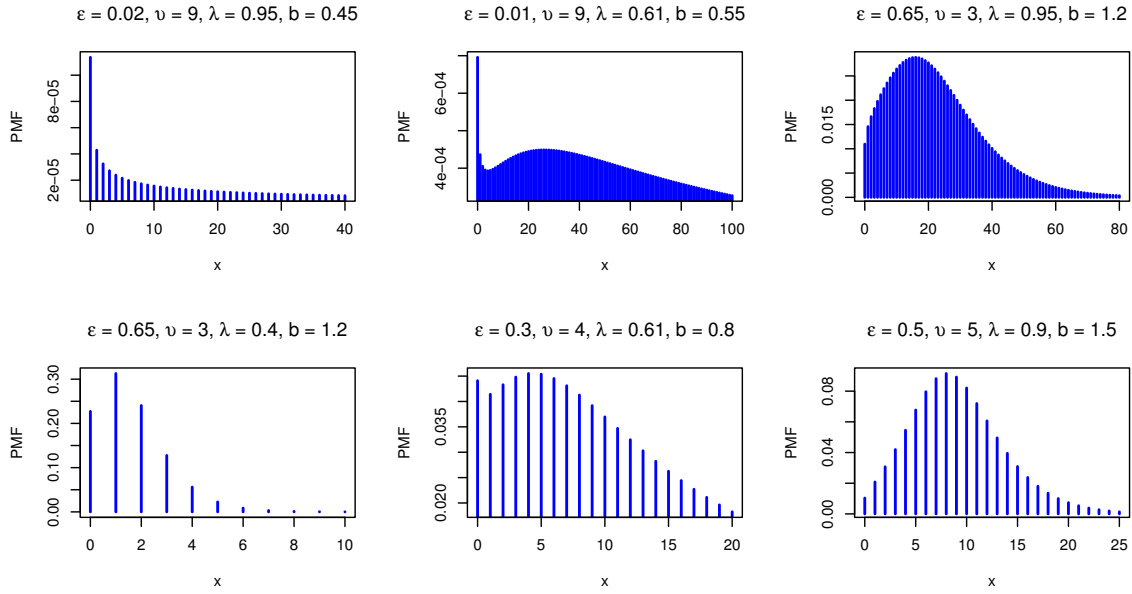 ε = 0.02, υ = 9, λ = 0.95, b = 0.45
PMF
2e−05 8e−05
0 10 20 30 40
x
ε = 0.01, υ = 9, λ = 0.61, b = 0.55
PMF
4e−04 6e−04
0 20 40 60 80 100
x
ε = 0.65, υ = 3, λ = 0.95, b = 1.2
PMF
0.000 0.015
0 20 40 60 80
x
ε = 0.65, υ = 3, λ = 0.4, b = 1.2
PMF
0.00 0.10 0.20 0.30
0 2 4 6 8 10
x
ε = 0.3, υ = 4, λ = 0.61, b = 0.8
PMF
0.020 0.035
0 5 10 15 20
x
ε = 0.5, υ = 5, λ = 0.9, b = 1.5
PMF
0.00 0.04 0.08
0 5 10 15 20 25
x